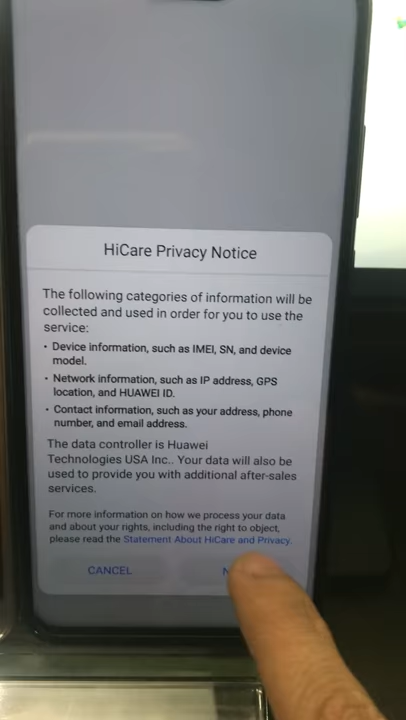 HiCare Privacy Notice
The following categories of information will be
collected and used in order for you to use the
service:
• Device information, such as IMEI, SN, and device
model.
• Network information, such as IP address, GPS
location, and HUAWEI ID.
• Contact information, such as your address, phone
number, and email address.
The data controller is Huawei
Technologies USA Inc.. Your data will also be
used to provide you with additional after-sales
services.
For more information on how we process your data
and about your rights, including the right to object,
please read the Statement About HiCare and Privacy.
CANCEL